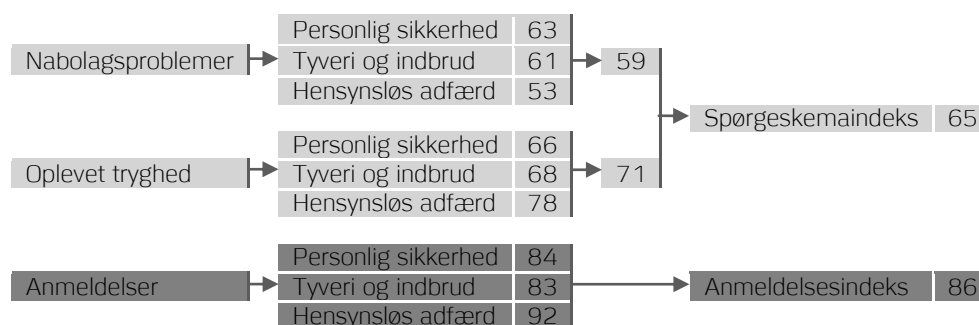 Personlig sikkerhed 63
Nabolagsproblemer Tyveri og indbrud 61 59
Hensynsløs adfærd 53
Spørgeskemaindeks 65
Personlig sikkerhed 66
Oplevet tryghed Tyveri og indbrud 68 71
Hensynsløs adfærd 78
Personlig sikkerhed 84
Anmeldelser Tyveri og indbrud 83 Anmeldelsesindeks 86
Hensynsløs adfærd 92